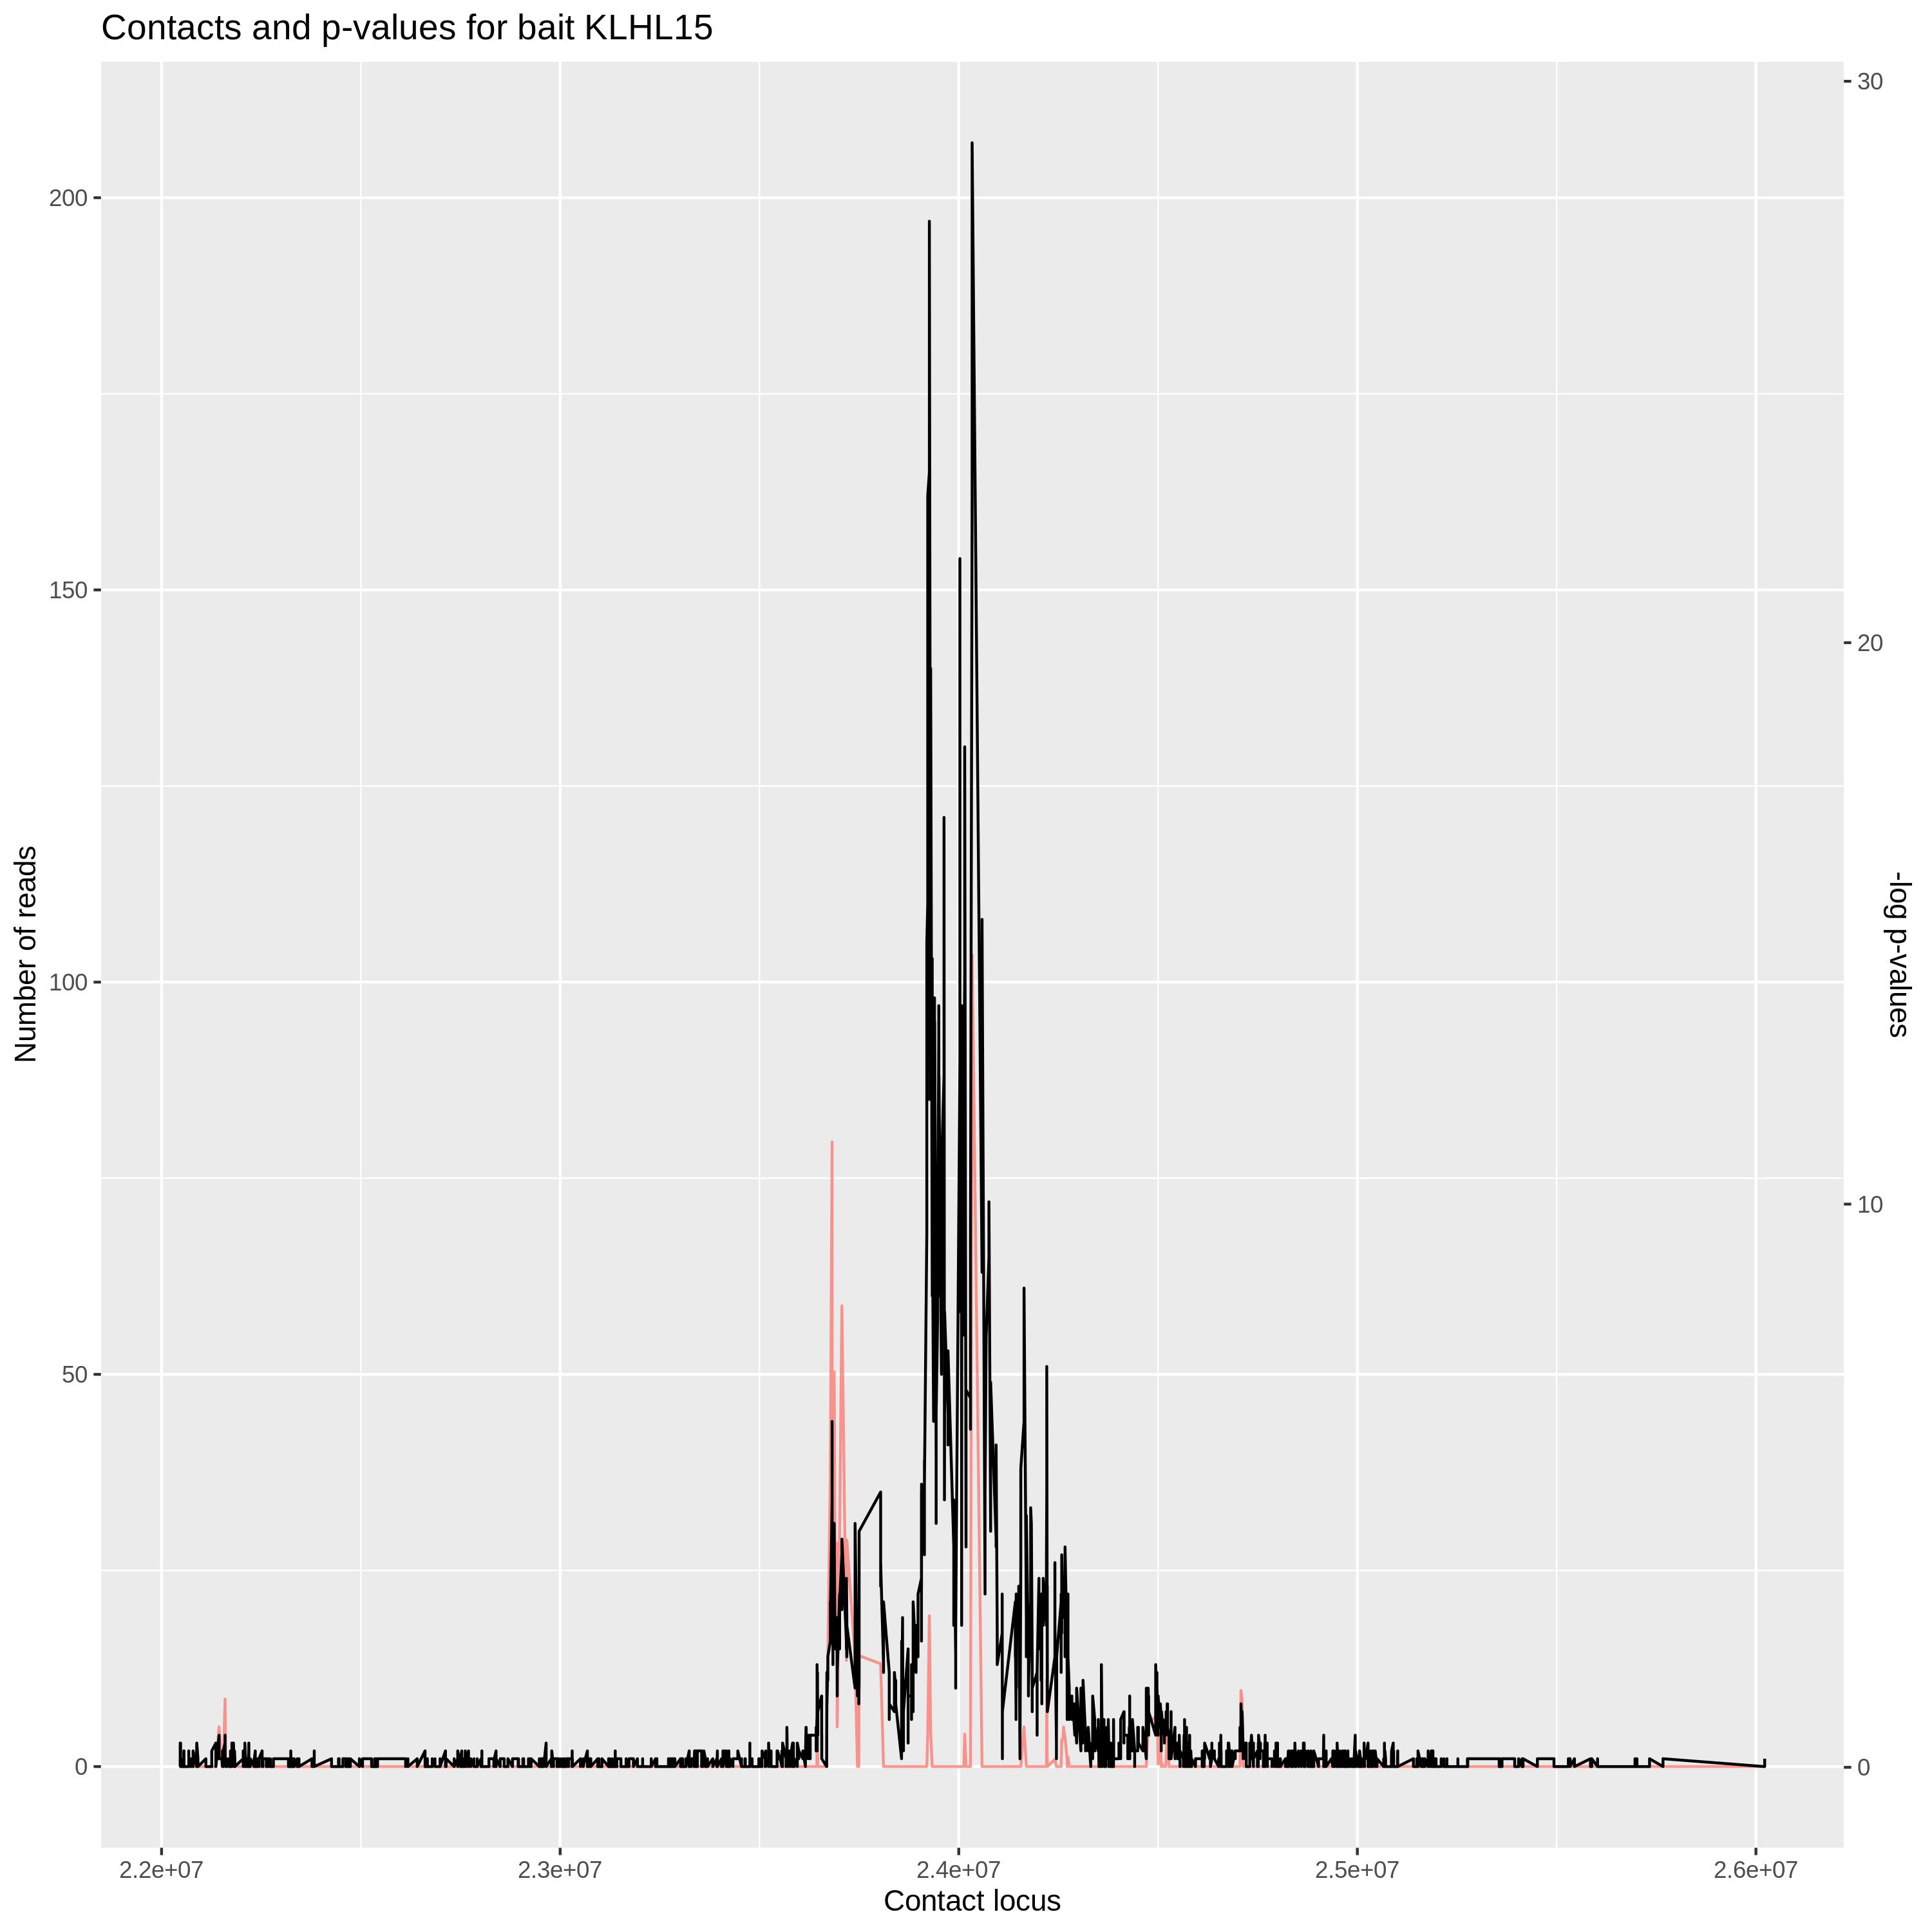 Contacts and p-values for bait KLHL15
Number of reads
200
150
100
50
0
30
20
10
0
-log p-values
2.2e+07
2.3e+07
2.4e+07
2.5e+07
2.6e+07
Contact locus